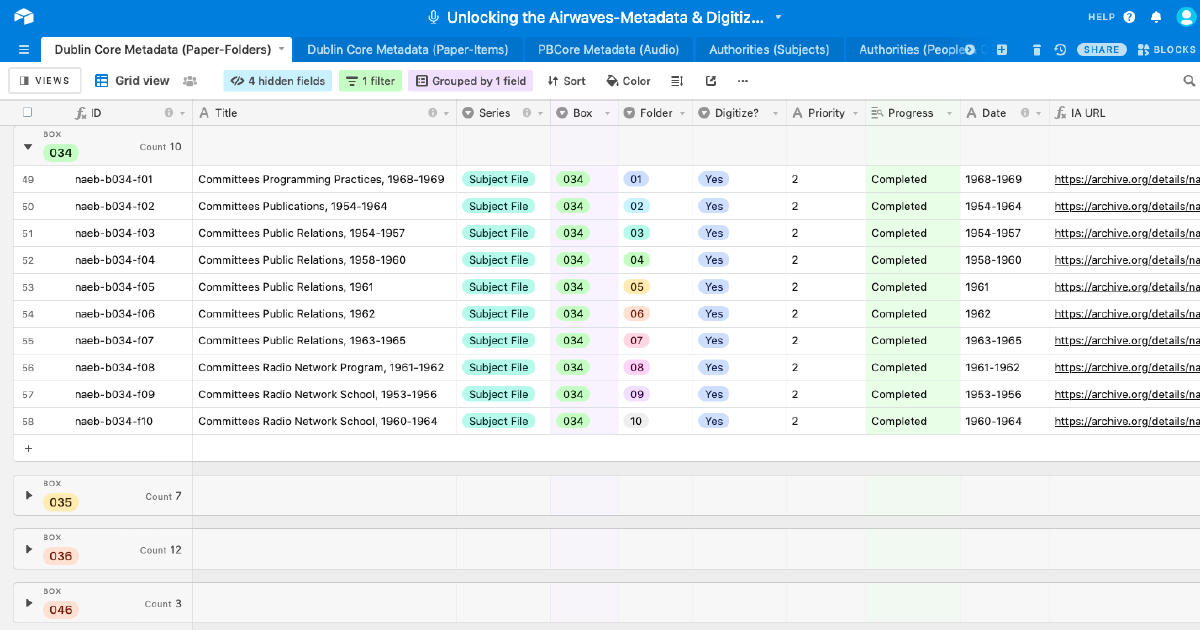 Unlocking the Airwaves-Metadata & Digitiz...
HELP
Dublin Core Metadata (Paper-Folders)
Dublin Core Metadata (Paper-Items)
PBCore Metadata (Audio)
Authorities (Subjects)
Authorities (People
SHARE
BLOCKS
VIEWS
Grid view
4 hidden fields
1 filter
Grouped by 1 field
Sort
Color
ID
Title
Series
Box
Folder
Digitize?
Priority
Progress
Date
IA URL
BOX
034
Count 10
49 naeb-b034-f01 Committees Programming Practices, 1968-1969 Subject File 034 01 Yes 2 Completed 1968-1969 https://archive.org/details/na
50 naeb-b034-f02 Committees Publications, 1954-1964 Subject File 034 02 Yes 2 Completed 1954-1964 https://archive.org/details/na
51 naeb-b034-f03 Committees Public Relations, 1954-1957 Subject File 034 03 Yes 2 Completed 1954-1957 https://archive.org/details/na
52 naeb-b034-f04 Committees Public Relations, 1958-1960 Subject File 034 04 Yes 2 Completed 1958-1960 https://archive.org/details/na
53 naeb-b034-f05 Committees Public Relations, 1961 Subject File 034 05 Yes 2 Completed 1961 https://archive.org/details/na
54 naeb-b034-f06 Committees Public Relations, 1962 Subject File 034 06 Yes 2 Completed 1962 https://archive.org/details/na
55 naeb-b034-f07 Committees Public Relations, 1963-1965 Subject File 034 07 Yes 2 Completed 1963-1965 https://archive.org/details/na
56 naeb-b034-f08 Committees Radio Network Program, 1961-1962 Subject File 034 08 Yes 2 Completed 1961-1962 https://archive.org/details/na
57 naeb-b034-f09 Committees Radio Network School, 1953-1956 Subject File 034 09 Yes 2 Completed 1953-1956 https://archive.org/details/na
58 naeb-b034-f10 Committees Radio Network School, 1960-1964 Subject File 034 10 Yes 2 Completed 1960-1964 https://archive.org/details/na
+
BOX
035
Count 7
BOX
036
Count 12
BOX
046
Count 3